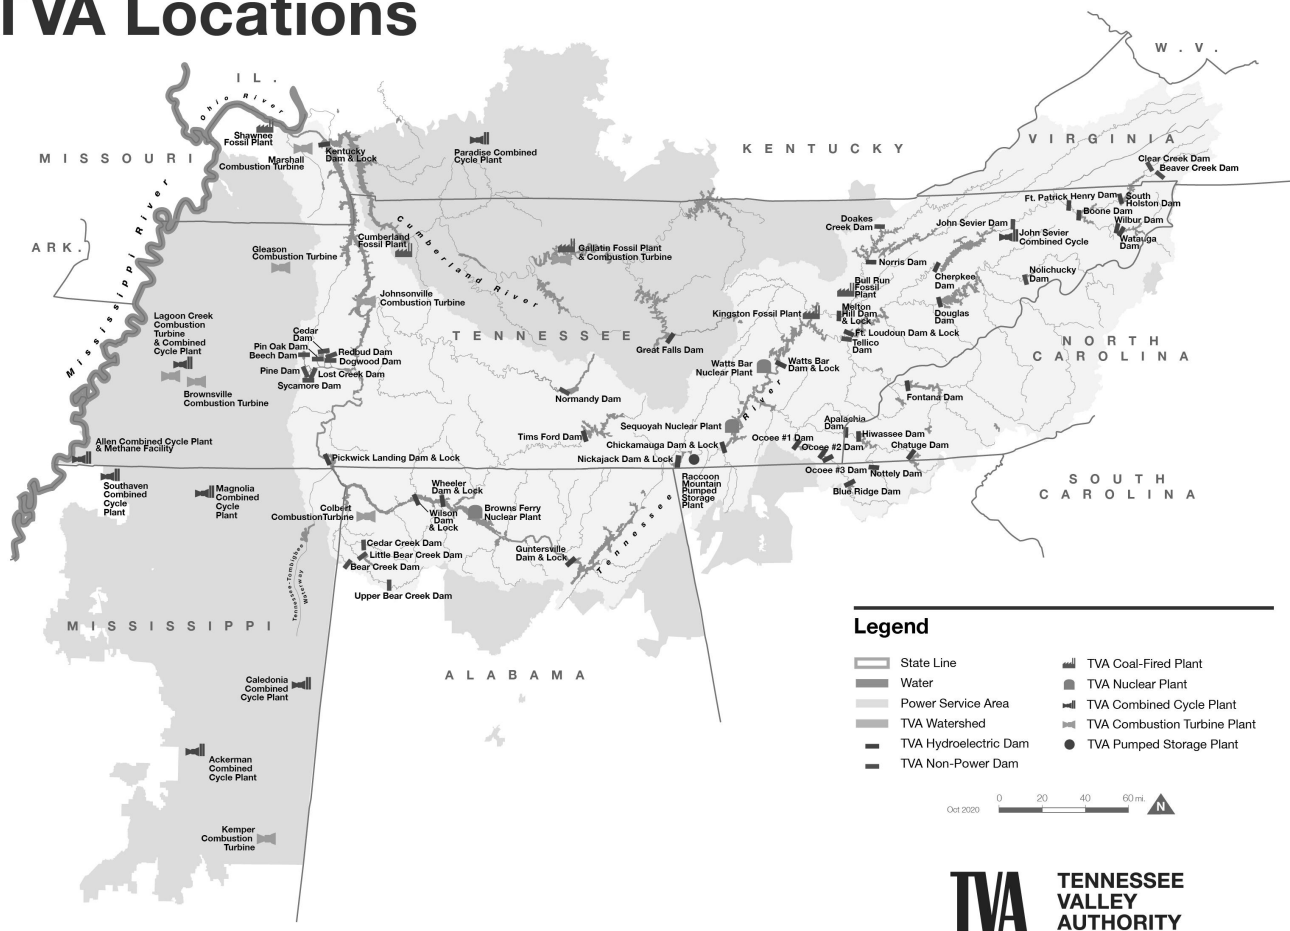 TVA Locations
W. V.
IL.
Ohio River
VIRGINIA
MISSOURI
Shawnee
Fossil Plant
Marshall
Combustion Turbine
Kentucky
Dam & Lock
Paradise Combined
Cycle Plant
KENTUCKY
Clear Creek Dam
Beaver Creek Dam
Ft. Patrick Henry Dam
South
Holston Dam
Boone Dam
Wilbur Dam
Watauga
Dam
Doakes
Creek Dam
John Sevier Dam
John Sevier
Combined Cycle
ARK.
Mississippi River
Gleason
Combustion Turbine
Cumberland
Fossil Plant
Cumberland River
Gallatin Fossil Plant
& Combustion Turbine
Norris Dam
Cherokee
Dam
Nolichucky
Dam
Bull Run
Fossil
Plant
Johnsonville
Combustion Turbine
Douglas
Dam
Kingston Fossil Plant
Melton
Hill Dam
& Lock
Ft. Loudoun Dam & Lock
Tellico
Dam
Lagoon Creek
Combustion
Turbine
& Combined
Cycle Plant
TENNESSEE
Cedar
Dam
Pin Oak Dam
Beech Dam
Redbud Dam
Dogwood Dam
Pine Dam
Lost Creek Dam
Sycamore Dam
Great Falls Dam
NORTH
CAROLINA
Watts Bar
Nuclear Plant
Watts Bar
Dam & Lock
Brownsville
Combustion Turbine
Normandy Dam
Fontana Dam
River
Sequoyah Nuclear Plant
Tims Ford Dam
Chickamauga Dam & Lock
Apalachia
Dam
Hiwassee Dam
Ocoee #1 Dam
Ocoee #2 Dam
Chatuge Dam
Allen Combined Cycle Plant
& Methane Facility
Pickwick Landing Dam & Lock
Nickajack Dam & Lock
Ocoee #3 Dam
Nottely Dam
Blue Ridge Dam
Southaven
Combined
Cycle
Plant
Magnolia
Combined
Cycle
Plant
Raccoon
Mountain
Pumped
Storage
Plant
SOUTH
CAROLINA
Wheeler
Dam & Lock
Colbert
CombustionTurbine
Wilson
Dam
& Lock
Browns Ferry
Nuclear Plant
Tennessee
Cedar Creek Dam
Little Bear Creek Dam
Bear Creek Dam
Guntersville
Dam & Lock
Upper Bear Creek Dam
Tennessee-Tombigbee
Waterway
MISSISSIPPI
ALABAMA
Caledonia
Combined
Cycle Plant
Ackerman
Combined
Cycle Plant
Kemper
Combustion
Turbine
Legend
State Line
Water
Power Service Area
TVA Watershed
TVA Hydroelectric Dam
TVA Non-Power Dam
TVA Coal-Fired Plant
TVA Nuclear Plant
TVA Combined Cycle Plant
TVA Combustion Turbine Plant
TVA Pumped Storage Plant
Oct 2020
0 20 40 60 mi.
N
TVA
TENNESSEE
VALLEY
AUTHORITY